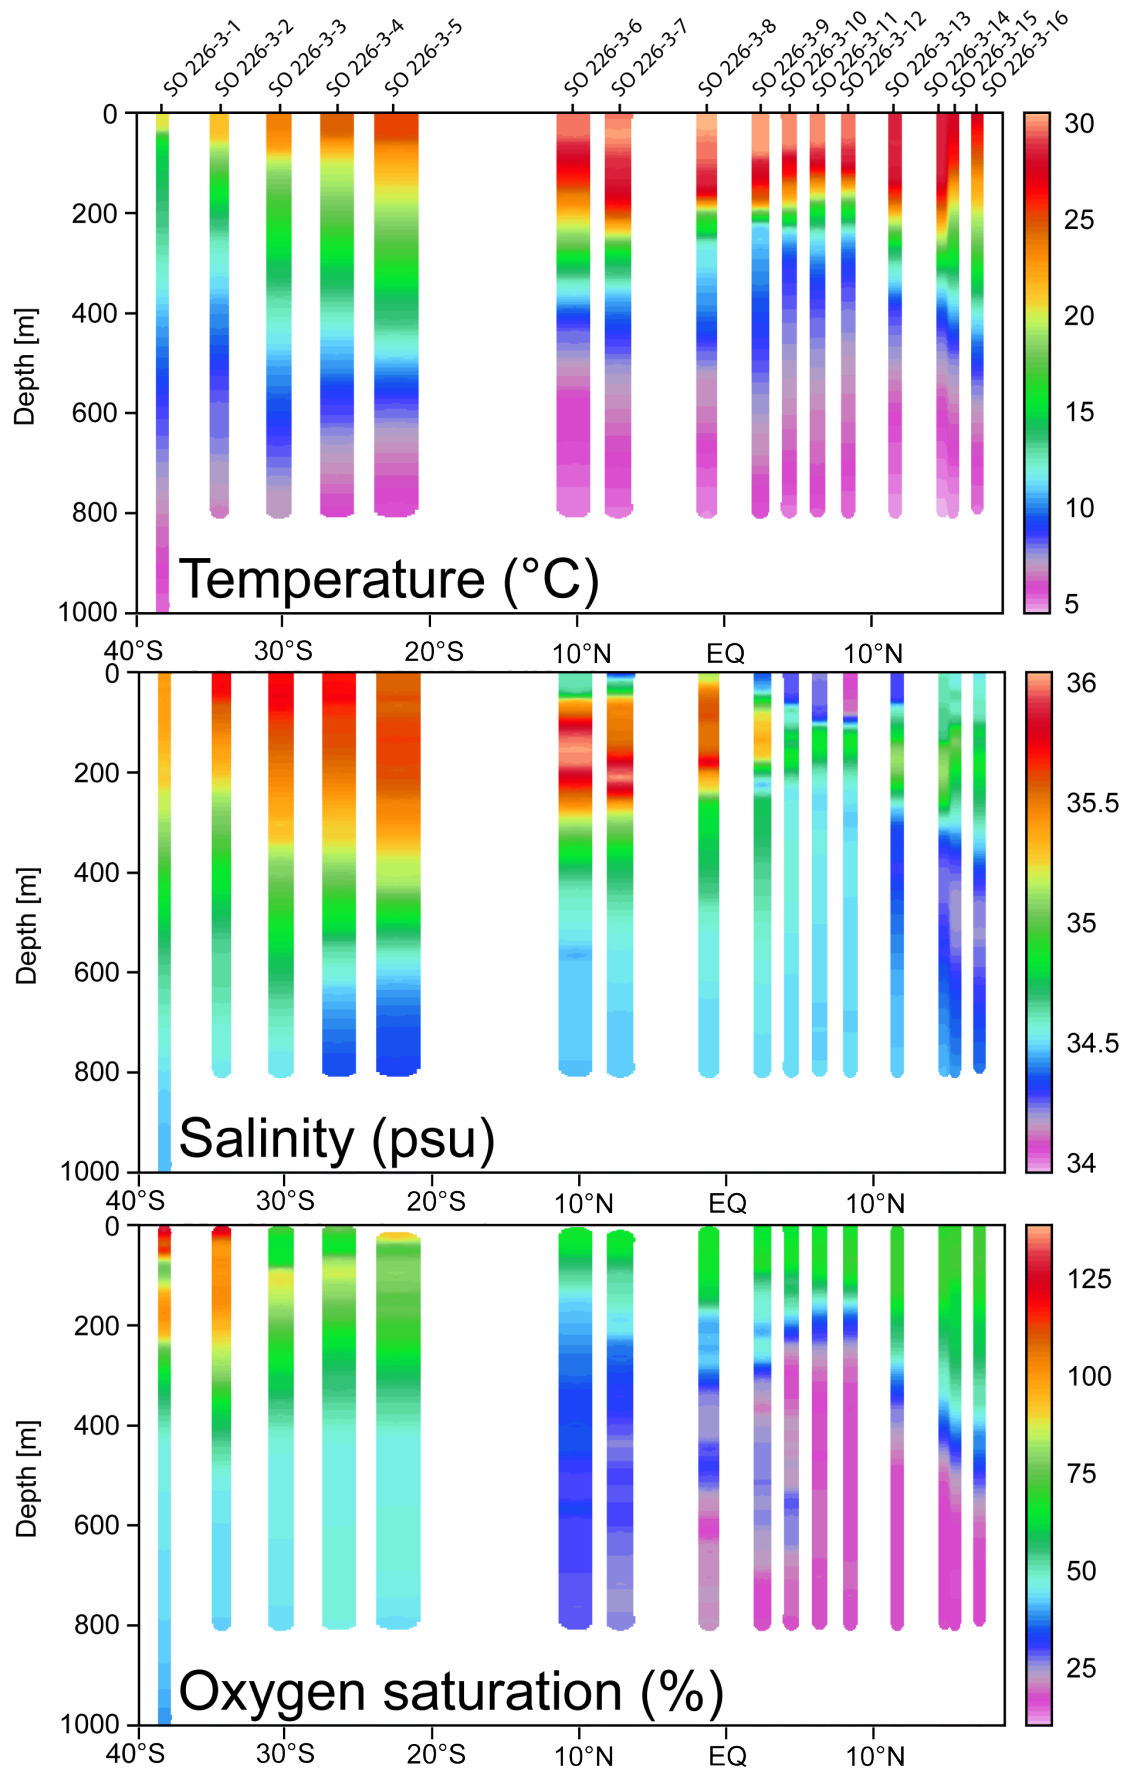 SO 226-3-1
SO 226-3-2
SO 226-3-3
SO 226-3-4
SO 226-3-5
SO 226-3-6
SO 226-3-7
SO 226-3-8
SO 226-3-9
SO 226-3-10
SO 226-3-11
SO 226-3-12
SO 226-3-13
SO 226-3-14
SO 226-3-15
SO 226-3-16
0
200
400
600
800
1000
Depth [m]
Temperature (°C)
30
25
20
15
10
5
40°S
30°S
20°S
10°N
EQ
10°N
0
200
400
600
800
1000
Depth [m]
Salinity (psu)
36
35.5
35
34.5
34
40°S
30°S
20°S
10°N
EQ
10°N
0
200
400
600
800
1000
Depth [m]
Oxygen saturation (%)
125
100
75
50
25
40°S
30°S
20°S
10°N
EQ
10°N